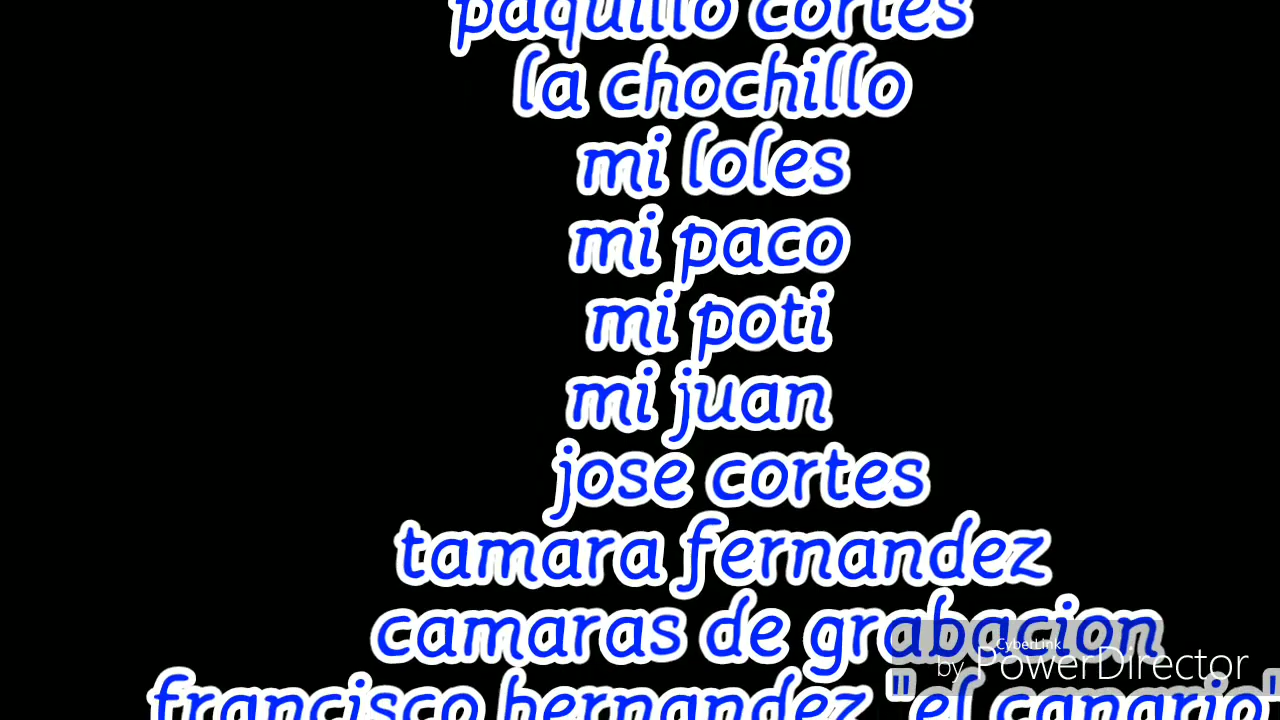 paquillo cortes
la chochillo
mi loles
mi paco
mi poti
mi juan
jose cortes
tamara fernandez
camaras de grabacion
francisco hernandez "el canario"
CyberLink
by PowerDirector